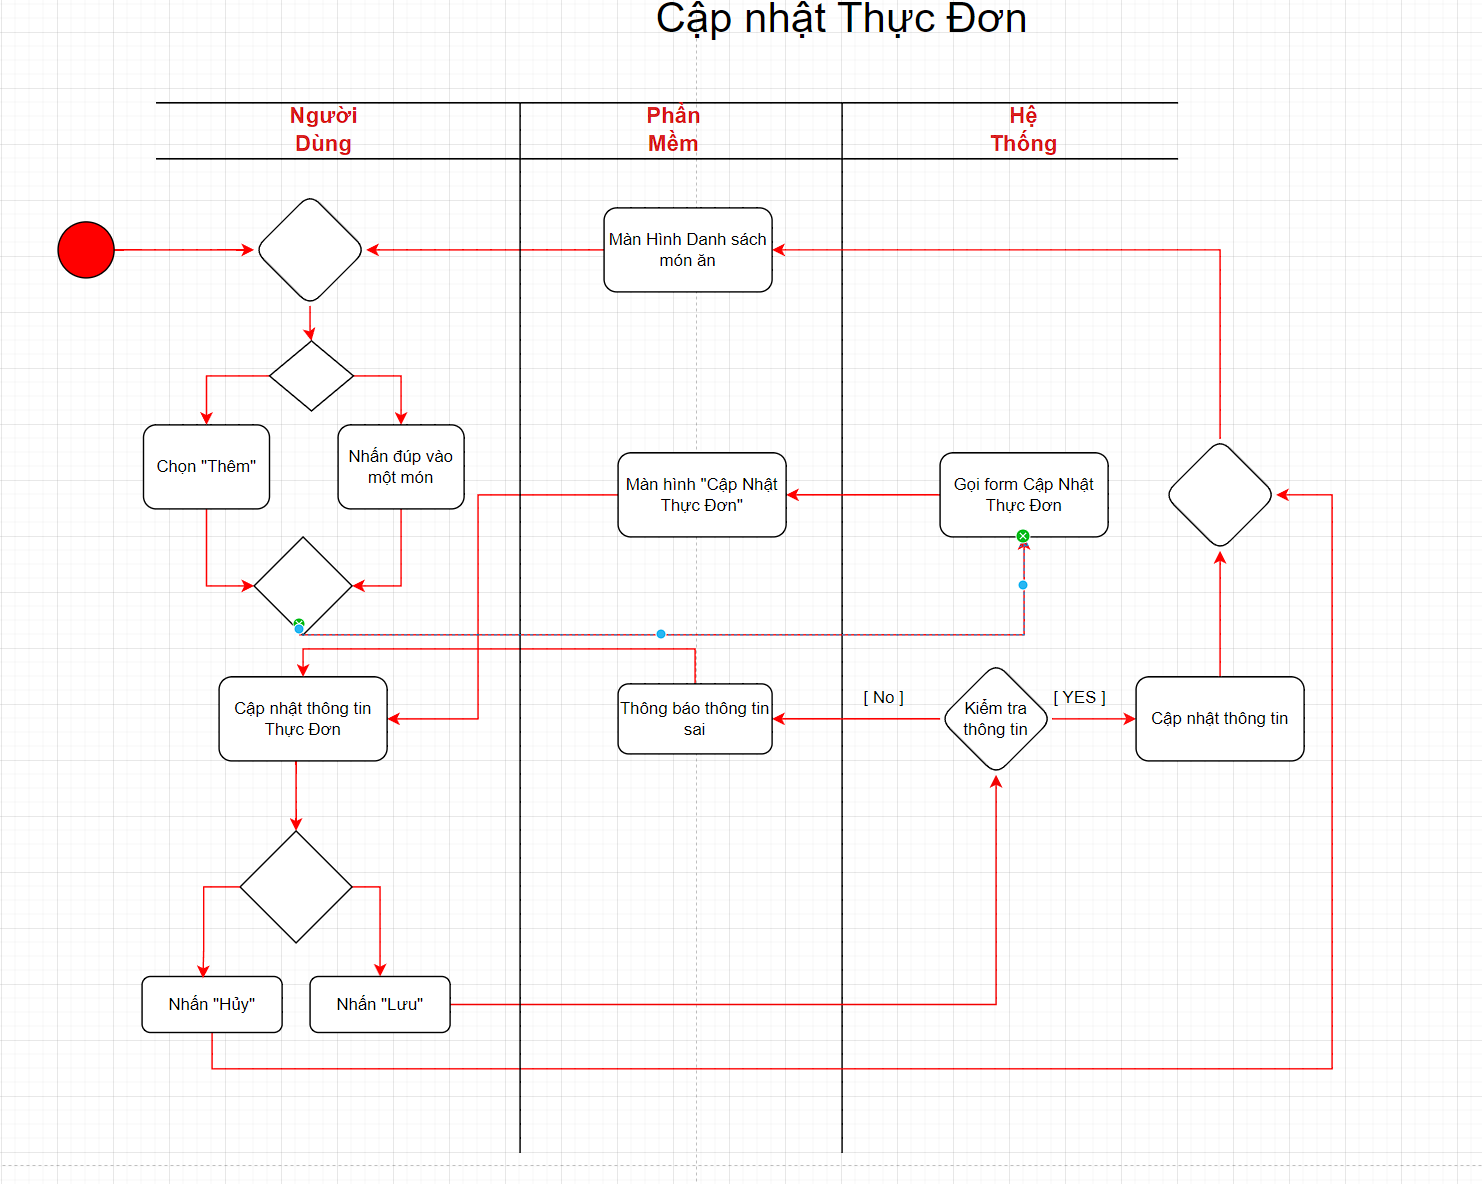 Cập nhật Thực Đơn
Người
Dùng
Phần
Mềm
Hệ
Thống
Màn Hình Danh sách
món ăn
Chọn "Thêm"
Nhấn đúp vào
một món
Màn hình "Cập Nhật
Thực Đơn"
Gọi form Cập Nhật
Thực Đơn
Cập nhật thông tin
Thực Đơn
Thông báo thông tin
sai
[ No ]
Kiểm tra
thông tin
[ YES ]
Cập nhật thông tin
Nhấn "Hủy"
Nhấn "Lưu"